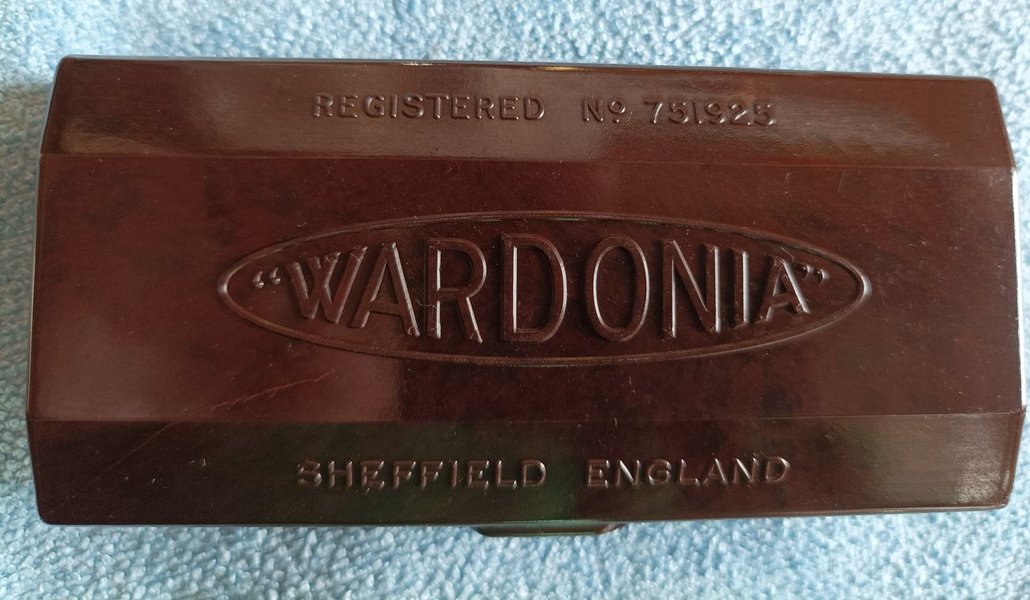 REGISTERED Nº 751925
"WARDONIA"
SHEFFIELD ENGLAND